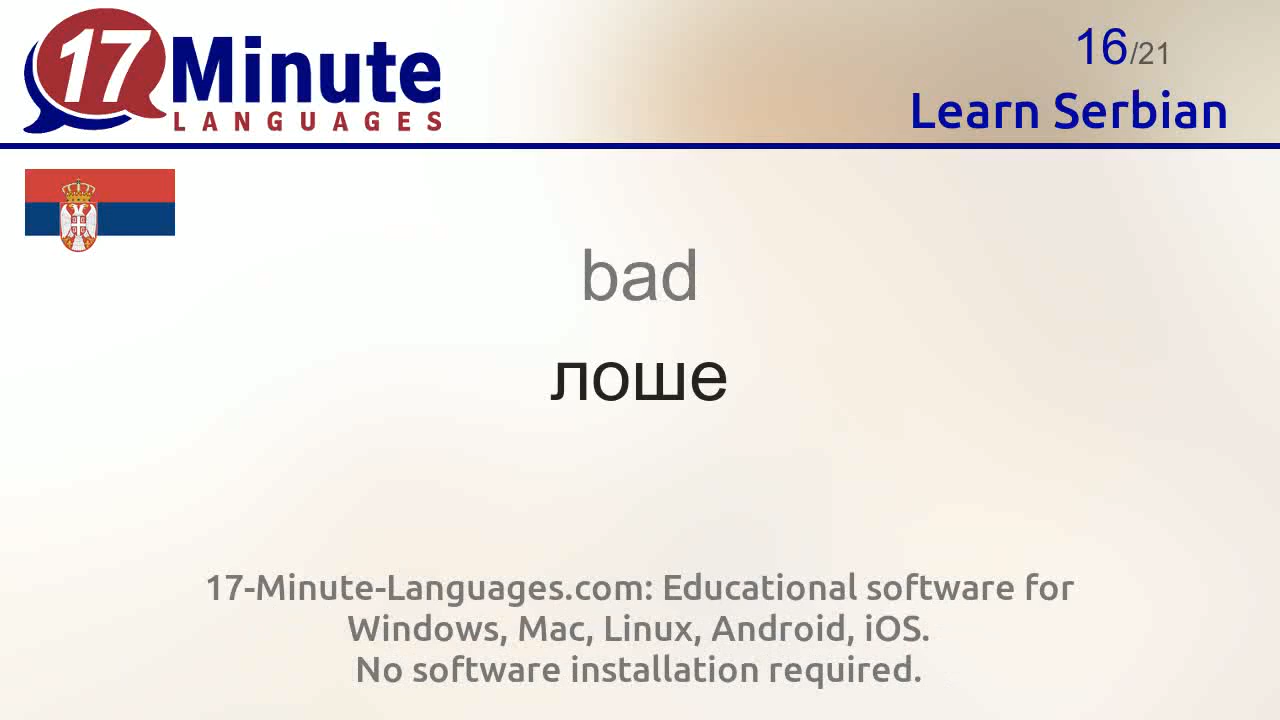 17 Minute
LANGUAGES
16/21
Learn Serbian
bad
лоше
17-Minute-Languages.com: Educational software for
Windows, Mac, Linux, Android, iOS.
No software installation required.